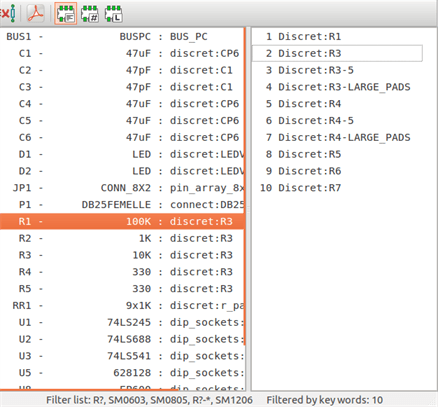 BUS1 - BUSPC : BUS_PC
C1 - 47uF : discret:CP6
C2 - 47pF : discret:C1
C3 - 47pF : discret:C1
C4 - 47uF : discret:CP6
C5 - 47uF : discret:CP6
C6 - 47uF : discret:CP6
D1 - LED : discret:LEDV
D2 - LED : discret:LEDV
JP1 - CONN_8X2 : pin_array_8x
P1 - DB25FEMELLE : connect:DB25
R1 - 100K : discret:R3
R2 - 1K : discret:R3
R3 - 10K : discret:R3
R4 - 330 : discret:R3
R5 - 330 : discret:R3
RR1 - 9x1K : discret:r_pa
U1 - 74LS245 : dip_sockets:
U2 - 74LS688 : dip_sockets:
U3 - 74LS541 : dip_sockets:
U5 - 628128 : dip_sockets:
U8 - EP600 : dip_sockets:
1 Discret:R1
2 Discret:R3
3 Discret:R3-5
4 Discret:R3-LARGE_PADS
5 Discret:R4
6 Discret:R4-5
7 Discret:R4-LARGE_PADS
8 Discret:R5
9 Discret:R6
10 Discret:R7
Filter list: R?, SM0603, SM0805, R?-*, SM1206 Filtered by key words: 10